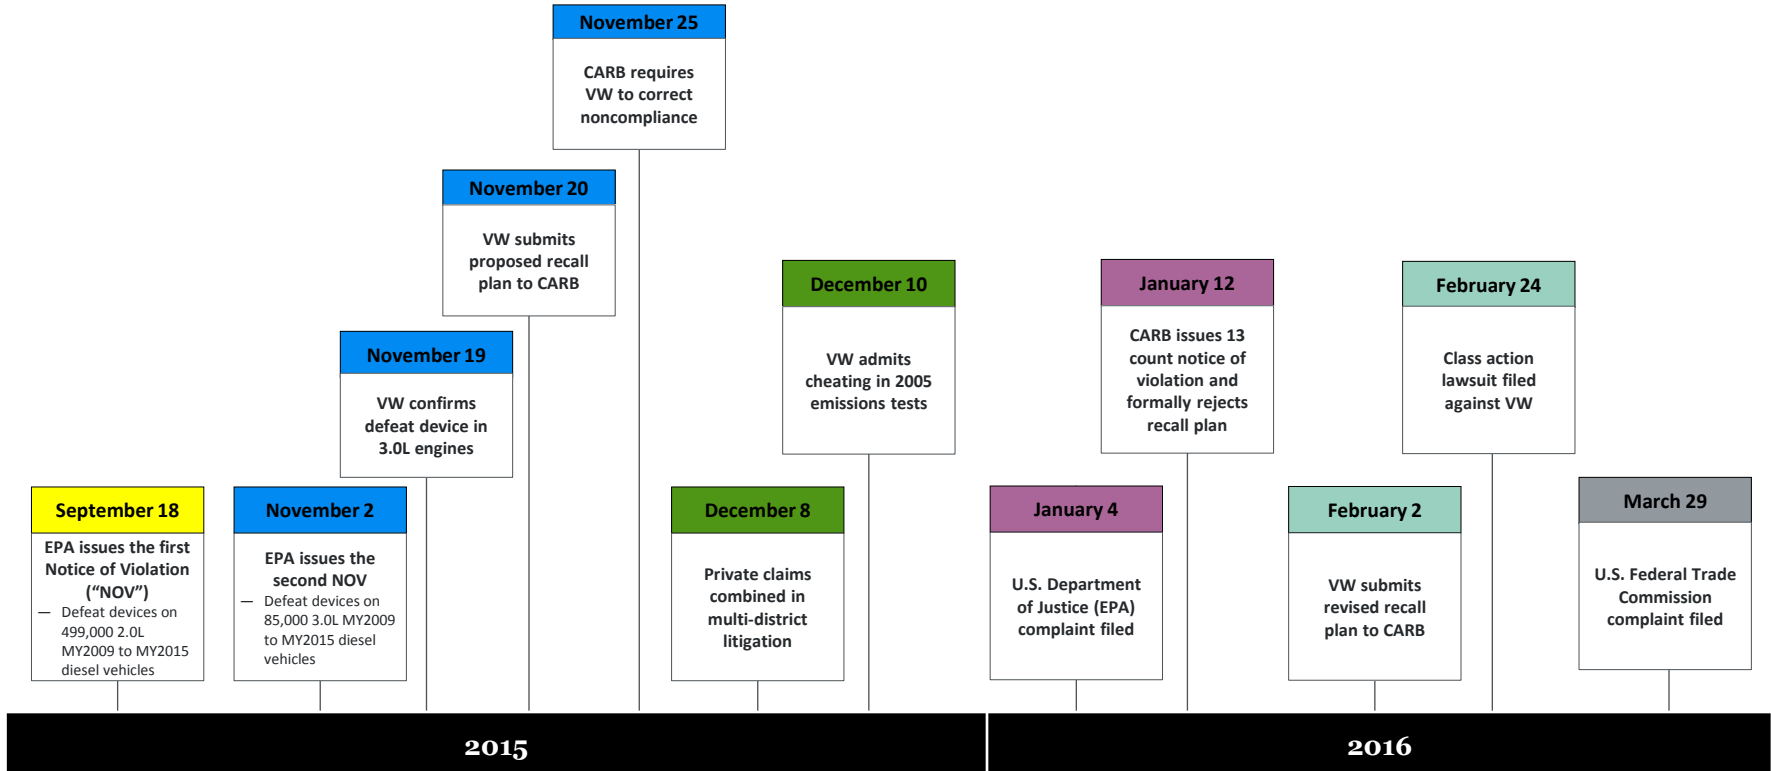 November 25
CARB requires
VW to correct
noncompliance
November 20
VW submits
proposed recall
plan to CARB
November 19
VW confirms
defeat device in
3.0L engines
September 18
EPA issues the first
Notice of Violation
(“NOV”)
— Defeat devices on
499,000 2.0L
MY2009 to MY2015
diesel vehicles
November 2
EPA issues the
second NOV
— Defeat devices on
85,000 3.0L MY2009
to MY2015 diesel
vehicles
December 8
Private claims
combined in
multi-district
litigation
December 10
VW admits
cheating in 2005
emissions tests
January 4
U.S. Department
of Justice (EPA)
complaint filed
January 12
CARB issues 13
count notice of
violation and
formally rejects
recall plan
February 2
VW submits
revised recall
plan to CARB
February 24
Class action
lawsuit filed
against VW
March 29
U.S. Federal Trade
Commission
complaint filed
2015
2016